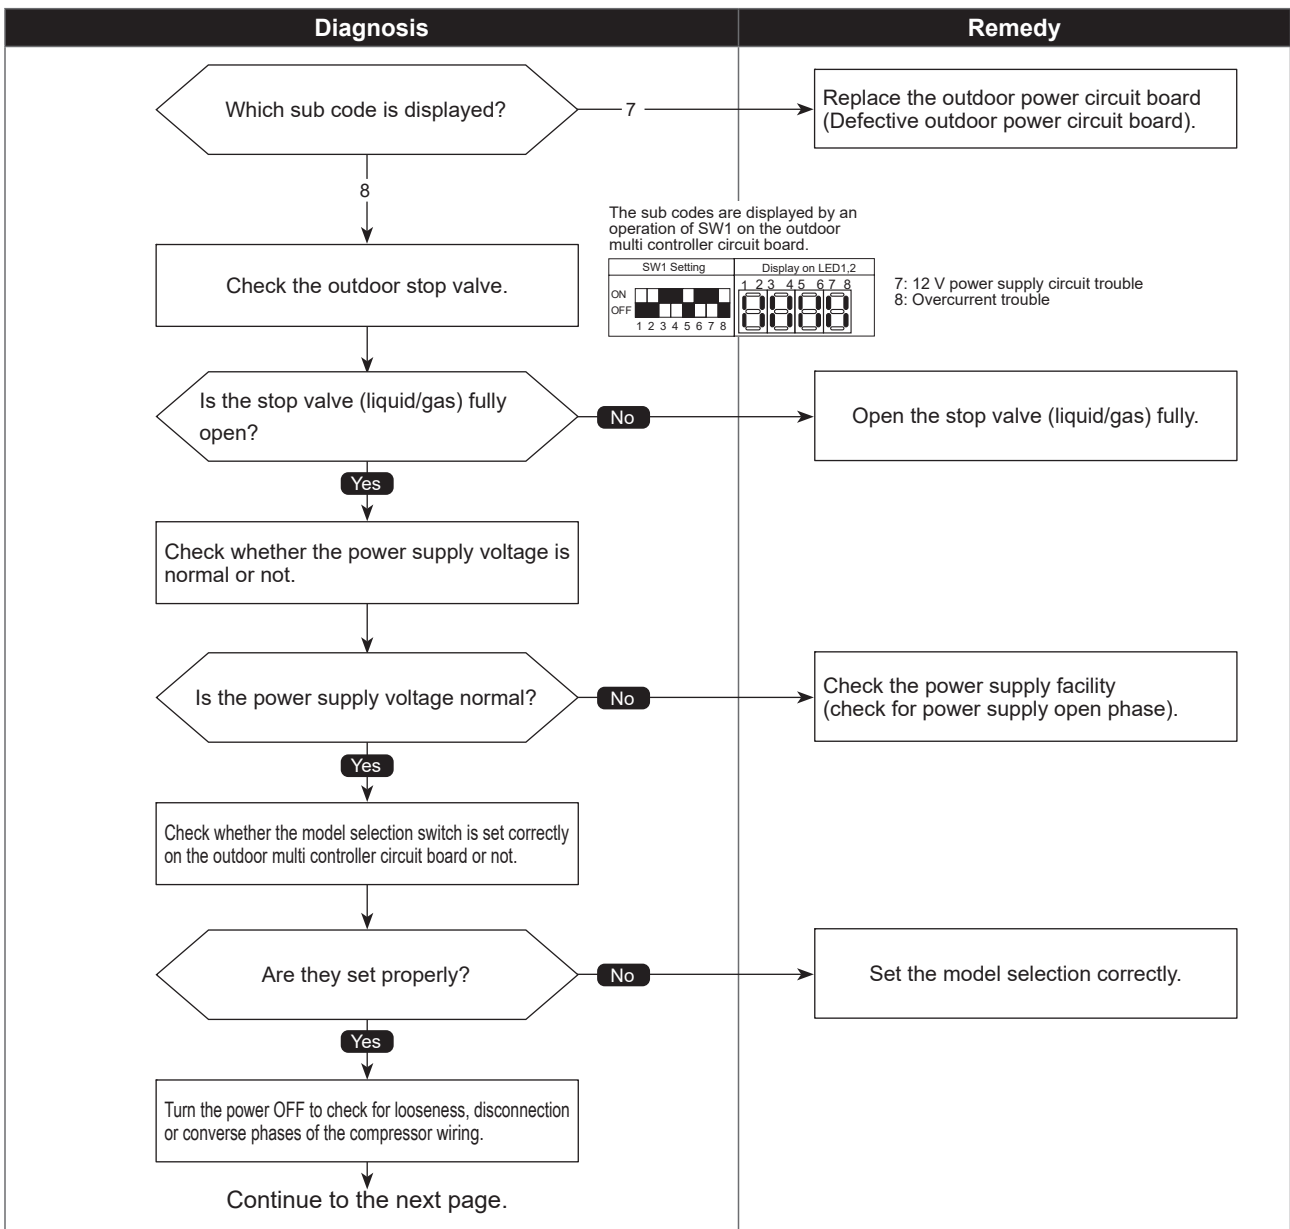 Diagnosis
Remedy
Which sub code is displayed?
7
Replace the outdoor power circuit board
(Defective outdoor power circuit board).
8
The sub codes are displayed by an
operation of SW1 on the outdoor
multi controller circuit board.
SW1 Setting
Display on LED1,2
ON
OFF
1 2 3 4 5 6 7 8
1 2 3 4 5 6 7 8
7: 12 V power supply circuit trouble
8: Overcurrent trouble
Check the outdoor stop valve.
Is the stop valve (liquid/gas) fully
open?
No
Open the stop valve (liquid/gas) fully.
Yes
Check whether the power supply voltage is
normal or not.
Is the power supply voltage normal?
No
Check the power supply facility
(check for power supply open phase).
Yes
Check whether the model selection switch is set correctly
on the outdoor multi controller circuit board or not.
Are they set properly?
No
Set the model selection correctly.
Yes
Turn the power OFF to check for looseness, disconnection
or converse phases of the compressor wiring.
Continue to the next page.